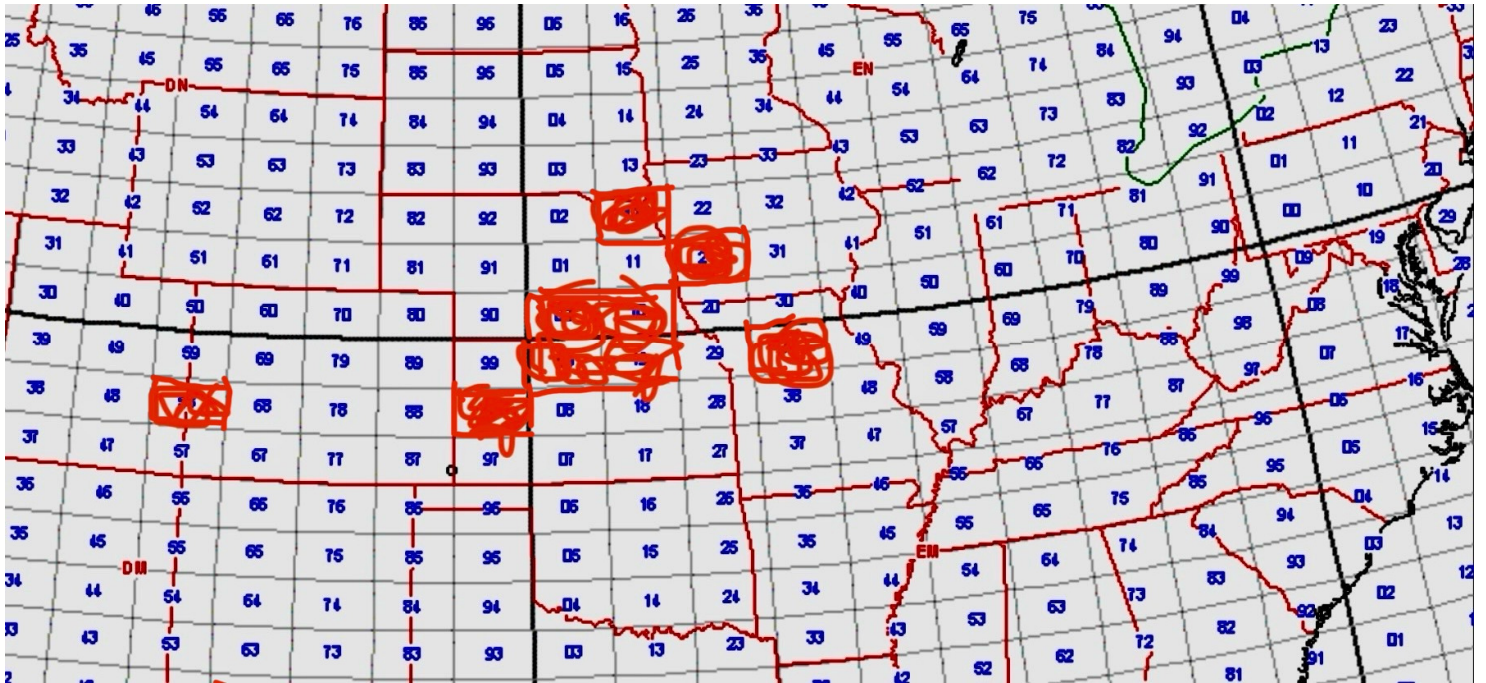 45 55 56 66 76 86 96 06 16 26 35 45 55 65 75 84 94 04 13 23
25 35 45 55 65 75 85 95 05 15 25 35 45 EN 54 64 74 84 93 03 13 22
DN
34 44 54 64 74 84 94 04 14 24 34 44 53 63 73 83 92 02 12 21
33 43 53 63 73 83 93 03 13 23 33 43 52 62 72 82 91 01 11 20
32 42 52 62 72 82 92 02 22 32 42 51 61 71 81 90 00 10 29
31 41 51 61 71 81 91 01 11 31 41 50 60 70 80 99 09 19 28
30 40 50 60 70 80 90 20 30 40 59 69 79 89 98 08 18
39 49 59 69 79 89 99 29 49 58 68 78 88 97 07 17
38 48 68 78 88 08 18 28 38 48 57 67 77 87 96 06 16
37 47 57 67 77 87 97 07 17 27 37 47 56 66 76 86 95 05 15
36 46 56 66 76 86 96 06 16 26 36 46 55 65 75 85 94 04 14
35 45 55 65 75 85 95 05 15 25 35 45 EM 54 64 74 84 93 03 13
DM
34 44 54 64 74 84 94 04 14 24 34 44 53 63 73 83 92 02 12
33 43 53 63 73 83 93 03 13 23 33 43 52 62 72 82 91 01
42 81